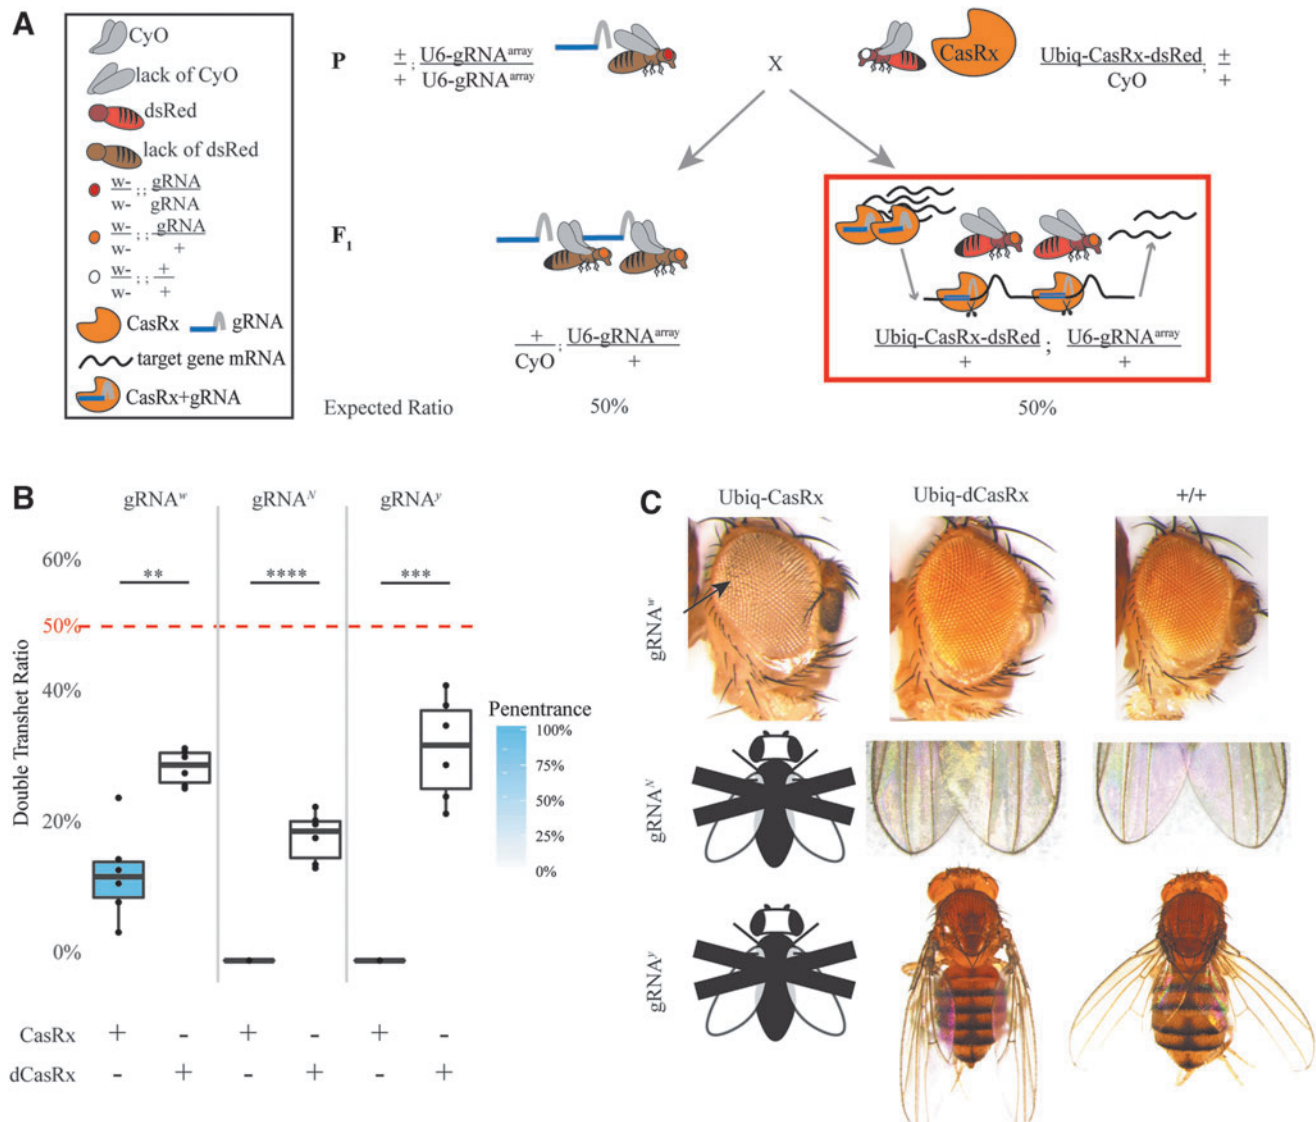 A
CyO
lack of CyO
dsRed
lack of dsRed
w- ;; gRNA
w- gRNA
w- ;; gRNA
w- +
w- ;; +
w- +
CasRx gRNA
target gene mRNA
CasRx+gRNA
P
+ ; U6-gRNAarray
+ U6-gRNAarray
X
CasRx
Ubiq-CasRx-dsRed ; +
CyO +
F1
+ ; U6-gRNAarray
CyO +
Ubiq-CasRx-dsRed ; U6-gRNAarray
+ +
Expected Ratio 50% 50%
B
gRNAw gRNAN gRNAy
** **** ***
Double Transhet Ratio
60%
50%
40%
20%
0%
Penentrance
100%
75%
50%
25%
0%
CasRx + - + - + -
dCasRx - + - + - +
C
Ubiq-CasRx Ubiq-dCasRx +/+
gRNAw
gRNAN
gRNAy